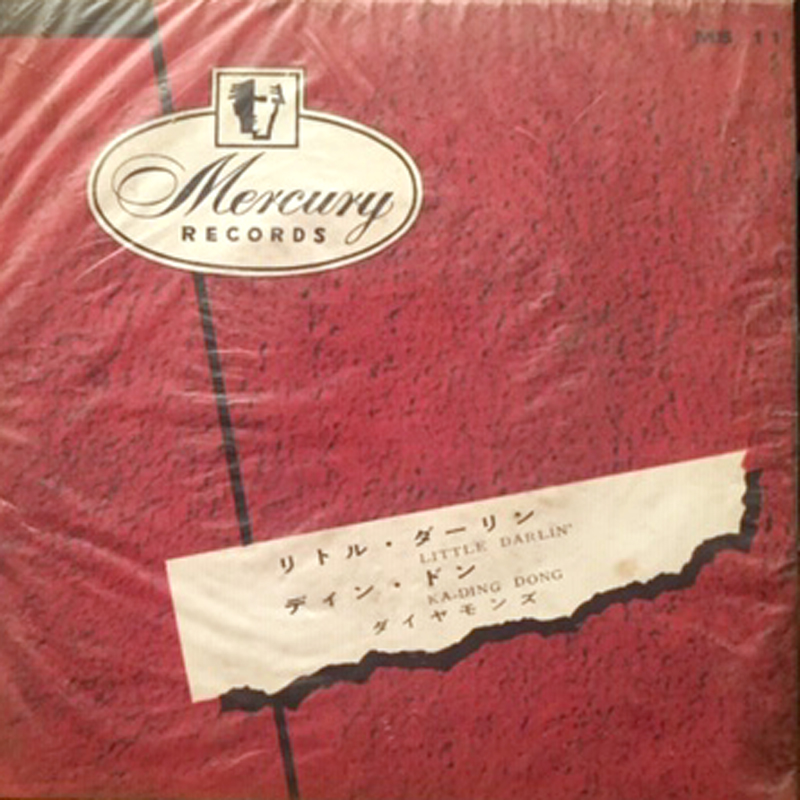 MS 11
Mercury
RECORDS
リトル・ダーリン
LITTLE DARLIN'
デイン・ドン
KA-DING DONG
ダイヤモンズ